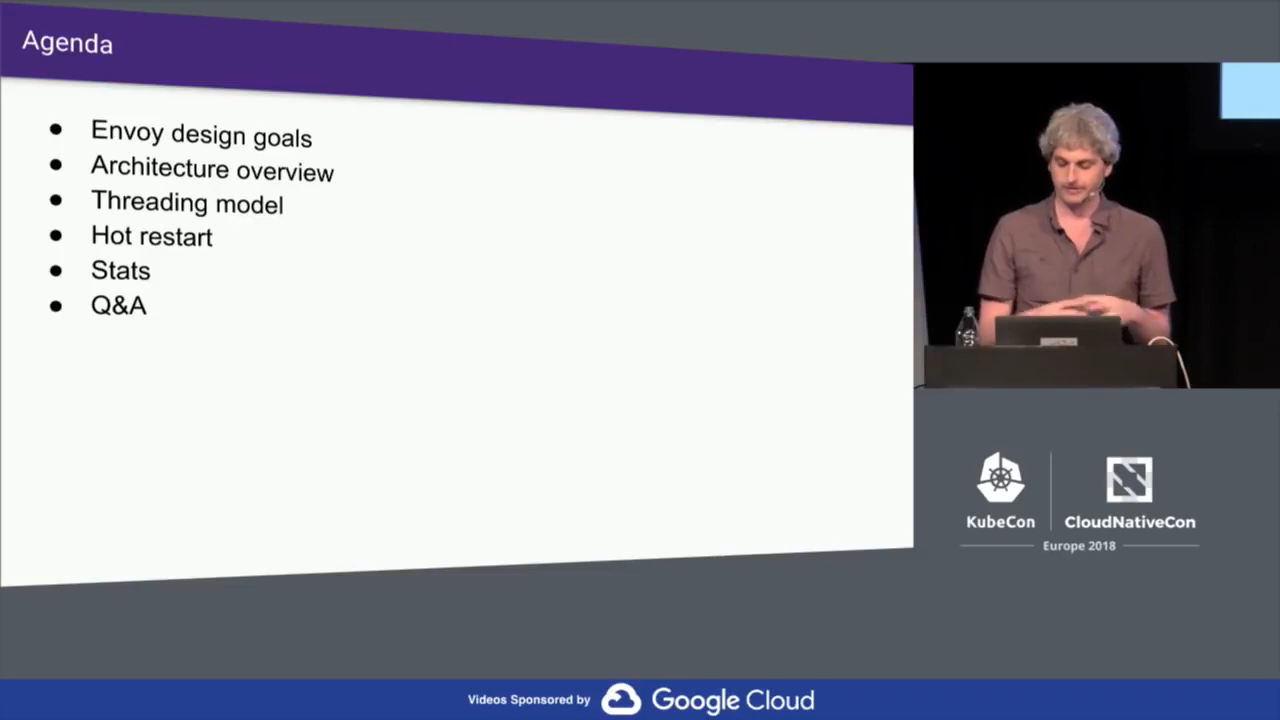 Agenda
● Envoy design goals
● Architecture overview
● Threading model
● Hot restart
● Stats
● Q&A
KubeCon
CloudNativeCon
Europe 2018
Videos Sponsored by Google Cloud